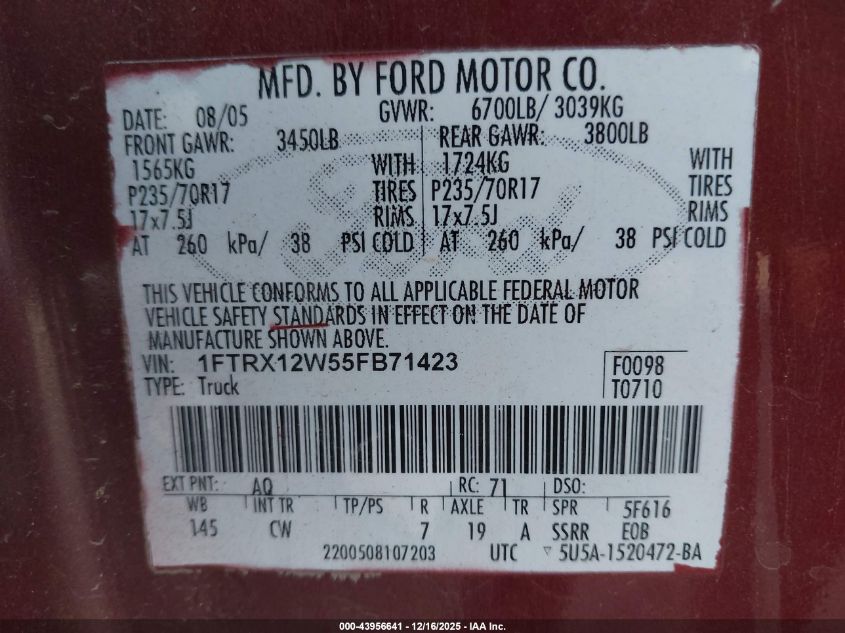 MFD. BY FORD MOTOR CO.
DATE: 08/05 GVWR: 6700LB/ 3039KG
FRONT GAWR: 3450LB REAR GAWR: 3800LB
1565KG WITH 1724KG WITH
P235/70R17 TIRES P235/70R17 TIRES
17x7.5J RIMS 17x7.5J RIMS
AT 260 kPa/ 38 PSI COLD AT 260 kPa/ 38 PSI COLD
THIS VEHICLE CONFORMS TO ALL APPLICABLE FEDERAL MOTOR
VEHICLE SAFETY STANDARDS IN EFFECT ON THE DATE OF
MANUFACTURE SHOWN ABOVE.
VIN: 1FTRX12W55FB71423 F0098
TYPE: Truck T0710
EXT PNT: AQ RC: 71 DSO:
WB INT TR TP/PS R AXLE TR SPR 5F616
145 CW 7 19 A SSRR EOB
2200508107203 UTC ▽ 5U5A-1520472-BA
000-43956641 / 12/16/2025 - IAA Inc.